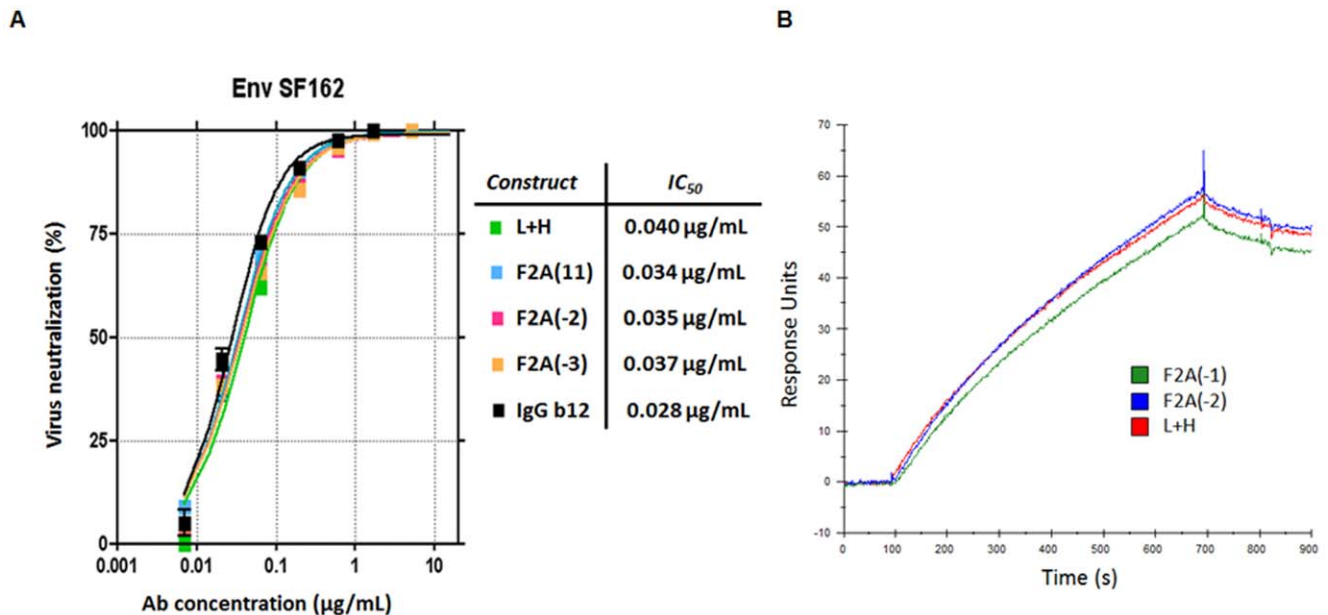 A
Env SF162
100
75
50
25
0
Virus neutralization (%)
0.001 0.01 0.1 1 10
Ab concentration (µg/mL)
Construct IC50
L+H 0.040 µg/mL
F2A(11) 0.034 µg/mL
F2A(-2) 0.035 µg/mL
F2A(-3) 0.037 µg/mL
IgG b12 0.028 µg/mL
B
70
60
50
40
30
20
10
0
-10
Response Units
F2A(-1)
F2A(-2)
L+H
0 100 200 300 400 500 600 700 800 900
Time (s)